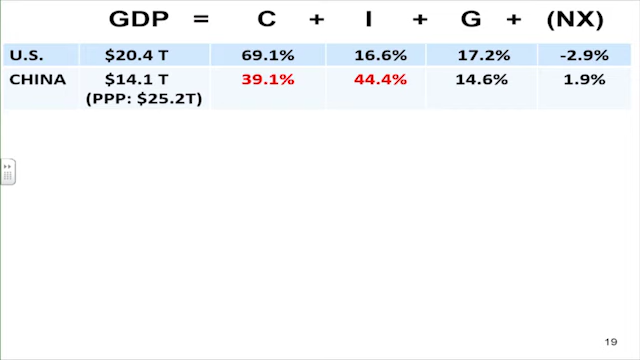 GDP = C + I + G + (NX)
U.S. $20.4 T 69.1% 16.6% 17.2% -2.9%
CHINA $14.1 T 39.1% 44.4% 14.6% 1.9%
(PPP: $25.2T)
19